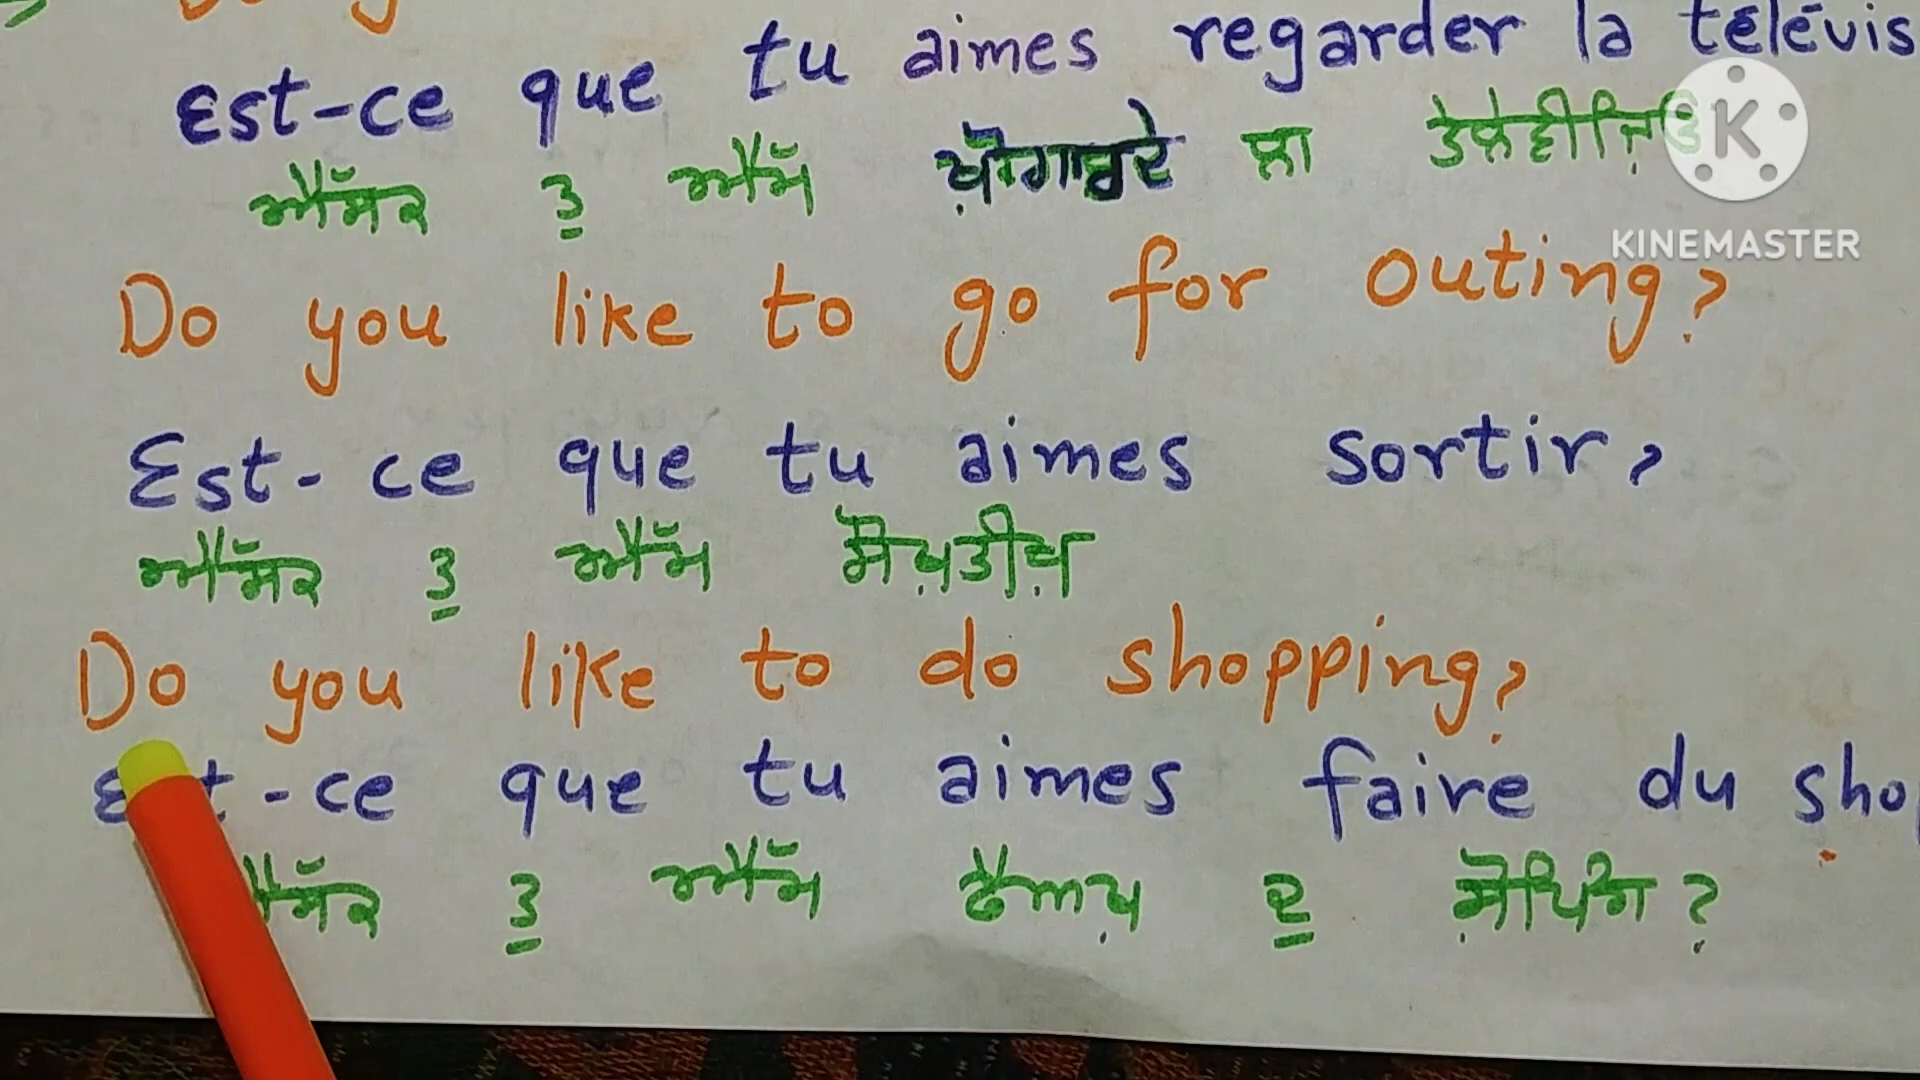 Est-ce que tu aimes regarder la télévis
ਐੱਸਕ ਤੂ ਐੱਮ ਖ਼ੋਗਾਰਦੇ ਲਾ
Do you like to go for outing?
Est-ce que tu aimes sortir?
ਐੱਸਕ ਤੂ ਐੱਮ ਸੋਖ਼ਤੀਖ਼
Do you like to do shopping?
-ce que tu aimes faire du sho
ਐੱਸਕ ਤੂ ਐੱਮ ਫੈਅਖ਼ ਦੂ ਸ਼ੋਪਿੰਗ?
KINEMASTER